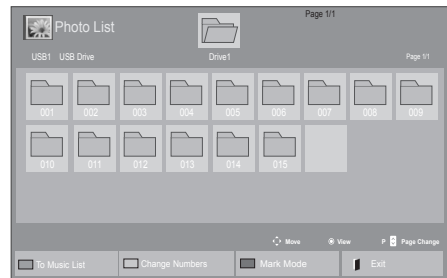 Page 1/1
Photo List
USB1 USB Drive Drive1 Page 1/1
001 002 003 004 005 006 007 008 009
010 011 012 013 014 015
Move View P Page Change
To Music List Change Numbers Mark Mode Exit